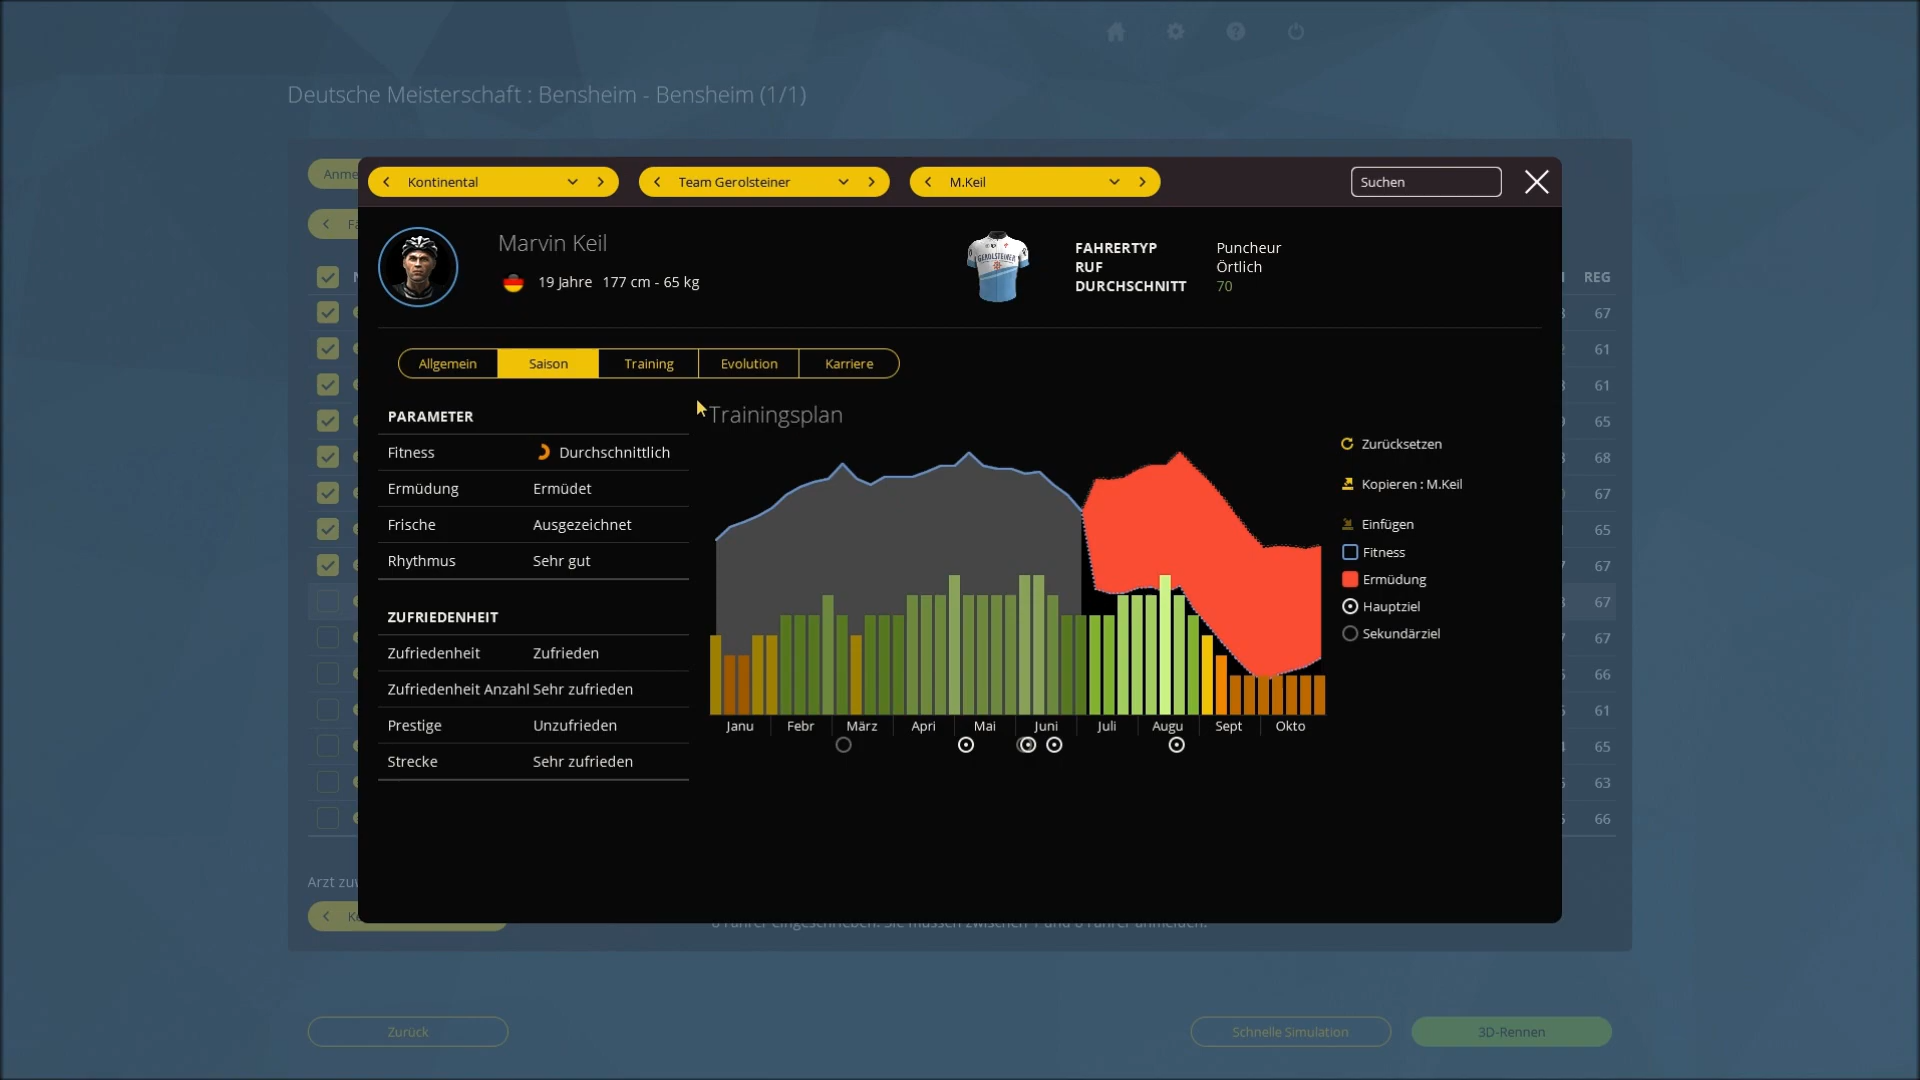 Deutsche Meisterschaft : Bensheim - Bensheim (1/1)
Kontinental
Team Gerolsteiner
M.Keil
Suchen
Marvin Keil
19 Jahre 177 cm - 65 kg
GEROLSTEINER
FAHRERTYP Puncheur
RUF Örtlich
DURCHSCHNITT 70
REG
67
61
61
65
68
67
65
67
67
67
66
61
65
63
66
Allgemein Saison Training Evolution Karriere
PARAMETER
Fitness Durchschnittlich
Ermüdung Ermüdet
Frische Ausgezeichnet
Rhythmus Sehr gut
ZUFRIEDENHEIT
Zufriedenheit Zufrieden
Zufriedenheit Anzahl Sehr zufrieden
Prestige Unzufrieden
Strecke Sehr zufrieden
Trainingsplan
Janu Febr März Apri Mai Juni Juli Augu Sept Okto
Zurücksetzen
Kopieren : M.Keil
Einfügen
Fitness
Ermüdung
Hauptziel
Sekundärziel
Zurück
Schnelle Simulation
3D-Rennen